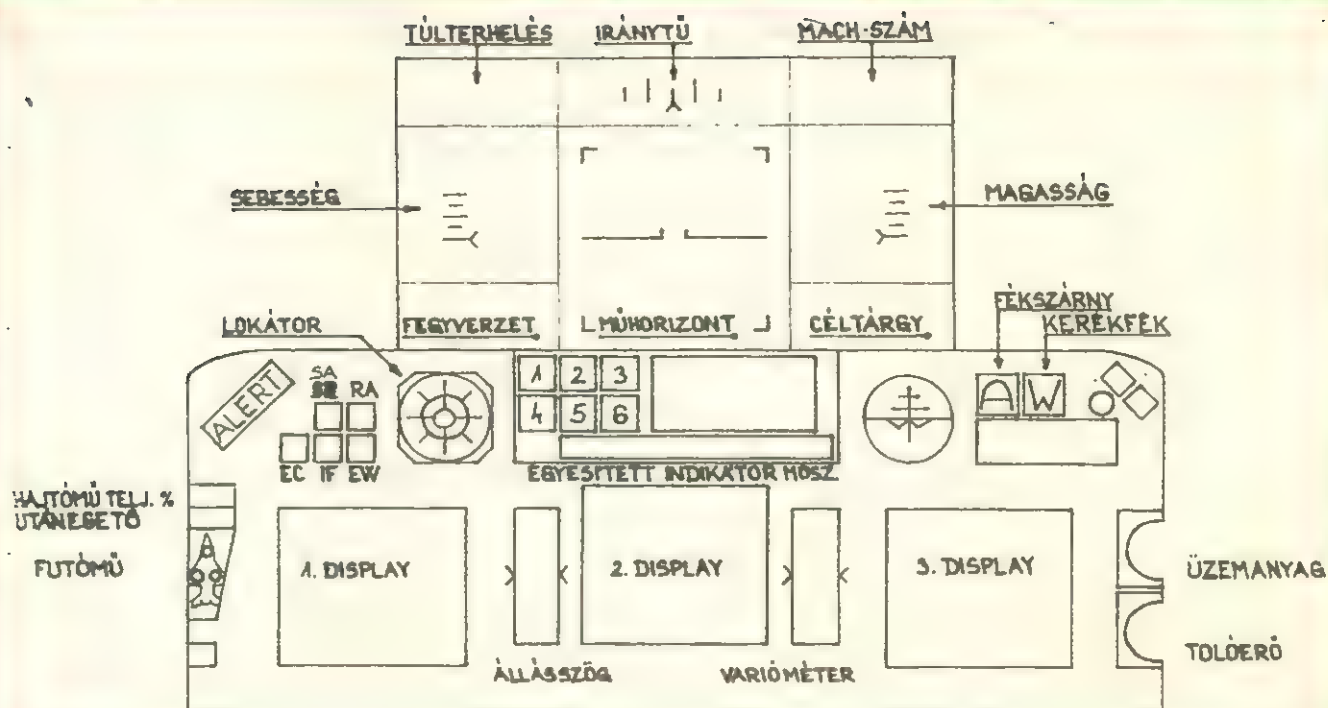 TÚLTERHELÉS IRÁNYTŰ MACH-SZÁM
SEBESSÉG MAGASSÁG
LOKÁTOR FEGYVERZET MŰHORIZONT CÉLTÁRGY FÉKSZÁRNY
KERÉKFÉK
ALERT
SA RA
EC IF EW
1 2 3
4 5 6
A W
EGYESÍTETT INDIKÁTOR MŰSZ.
HAJTÓMŰ TELJ. %
UTÁNÉGETŐ
FUTÓMŰ
1. DISPLAY 2. DISPLAY 3. DISPLAY
ÜZEMANYAG
TOLÓERŐ
ÁLLÁSSZÖG VARIÓMÉTER